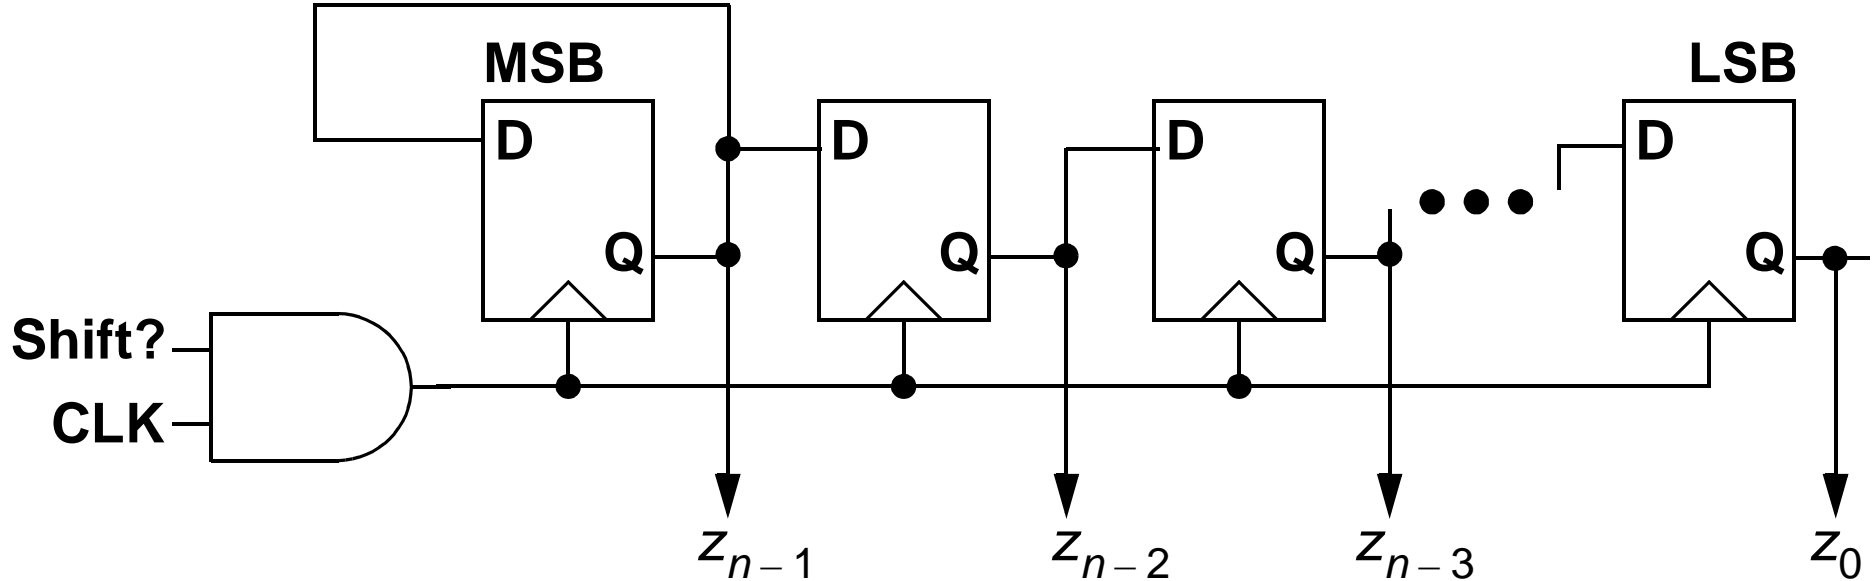 MSB
LSB
D
D
D
D
Q
Q
Q
Q
Shift?
CLK
z_{n-1}
z_{n-2}
z_{n-3}
z_0